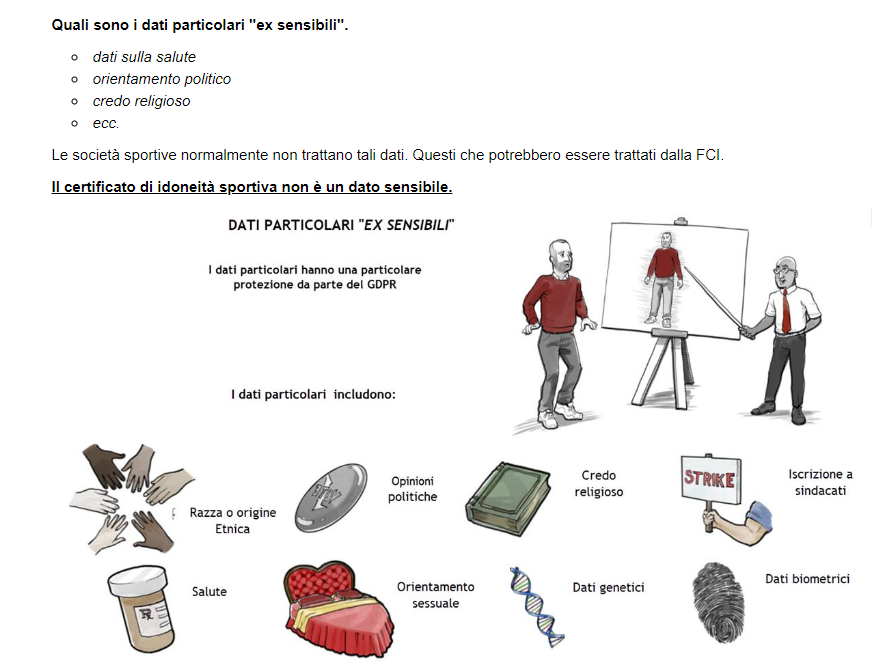 Quali sono i dati particolari "ex sensibili".
dati sulla salute
orientamento politico
credo religioso
ecc.
Le società sportive normalmente non trattano tali dati. Questi che potrebbero essere trattati dalla FCI.
Il certificato di idoneità sportiva non è un dato sensibile.
DATI PARTICOLARI "EX SENSIBILI"
I dati particolari hanno una particolare
protezione da parte del GDPR
I dati particolari includono:
Razza o origine
Etnica
Opinioni
politiche
Credo
religioso
STRIKE
Iscrizione a
sindacati
Salute
Orientamento
sessuale
Dati genetici
Dati biometrici